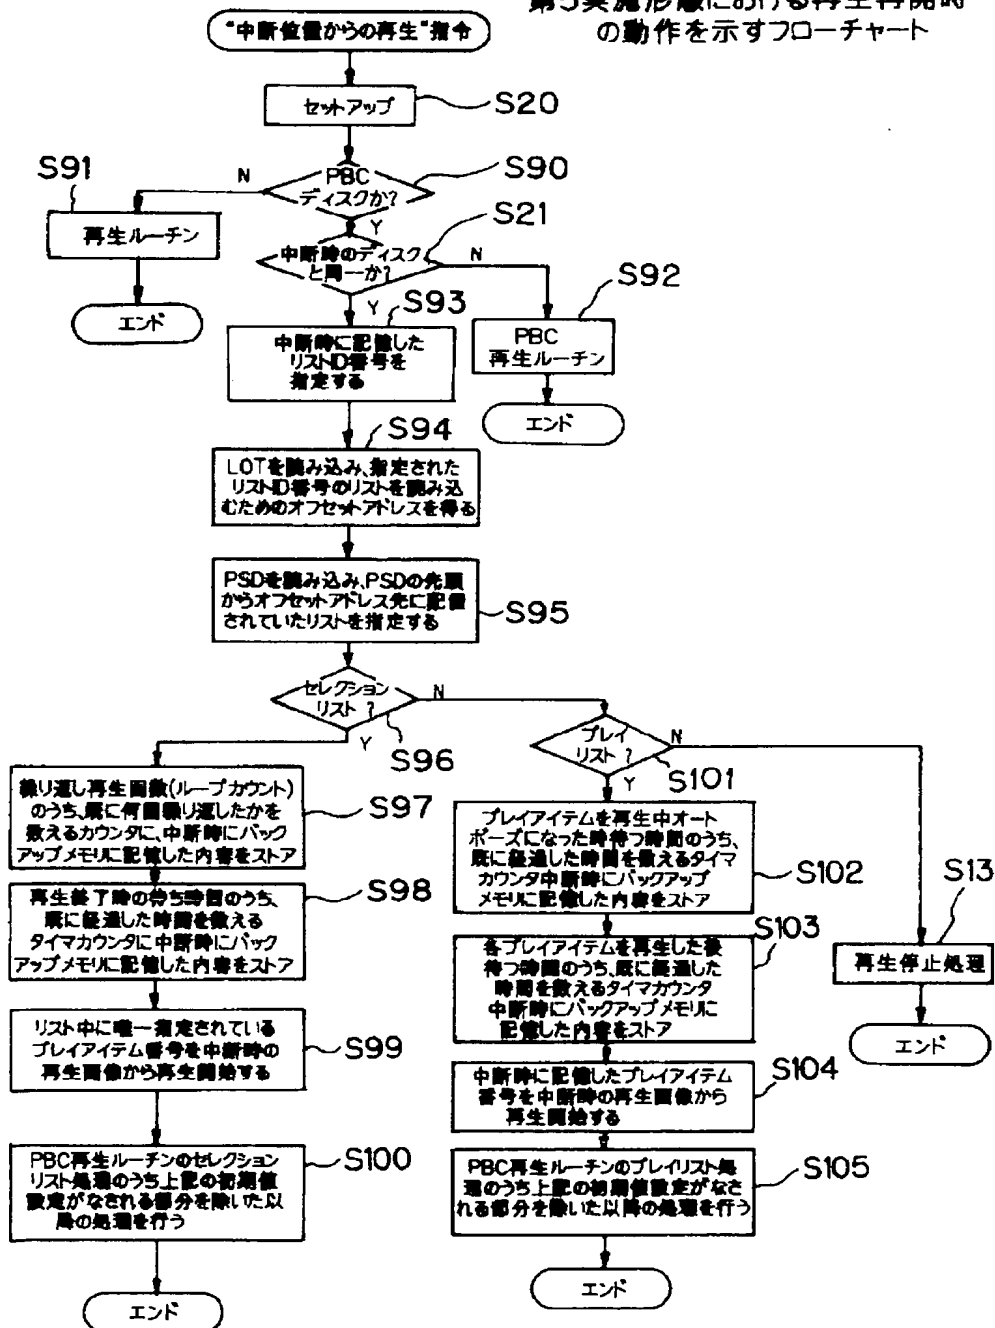 第5実施形態における再生再開時
の動作を示すフローチャート
"中断位置からの再生"指令
セットアップ
S20
PBC
ディスクか?
S90
N
Y
S91
再生ルーチン
エンド
中断時のディスク
と同一か?
S21
N
Y
S92
PBC
再生ルーチン
エンド
S93
中断時に記憶した
リストID番号を
指定する
S94
LOTを読み込み、指定された
リストID番号のリストを読み込
むためのオフセットアドレスを得る
PSDを読み込み、PSDの先頭
からオフセットアドレス先に配置
されていたリストを指定する
S95
セレクション
リスト?
N
Y
S96
プレイ
リスト?
N
Y
S101
繰り返し再生回数(ループカウント)
のうち、既に何回繰り返したかを
数えるカウンタに、中断時にバック
アップメモリに記憶した内容をストア
S97
再生終了時の待ち時間のうち、
既に経過した時間を数える
タイマカウンタに中断時にバック
アップメモリに記憶した内容をストア
S98
リスト中に唯一指定されている
プレイアイテム番号を中断時の
再生画像から再生開始する
S99
PBC再生ルーチンのセレクション
リスト処理のうち上記の初期値
設定がなされる部分を除いた以
降の処理を行う
S100
エンド
プレイアイテムを再生中オート
ポーズになった時待つ時間のうち、
既に経過した時間を数えるタイマ
カウンタ中断時にバックアップ
メモリに記憶した内容をストア
S102
各プレイアイテムを再生した後
待つ時間のうち、既に経過した
時間を数えるタイマカウンタ
中断時にバックアップメモリに
記憶した内容をストア
S103
中断時に記憶したプレイアイテム
番号を中断時の再生画像から
再生開始する
S104
PBC再生ルーチンのプレイリスト処
理のうち上記の初期値設定がなさ
れる部分を除いた以降の処理を行う
S105
エンド
S13
再生停止処理
エンド